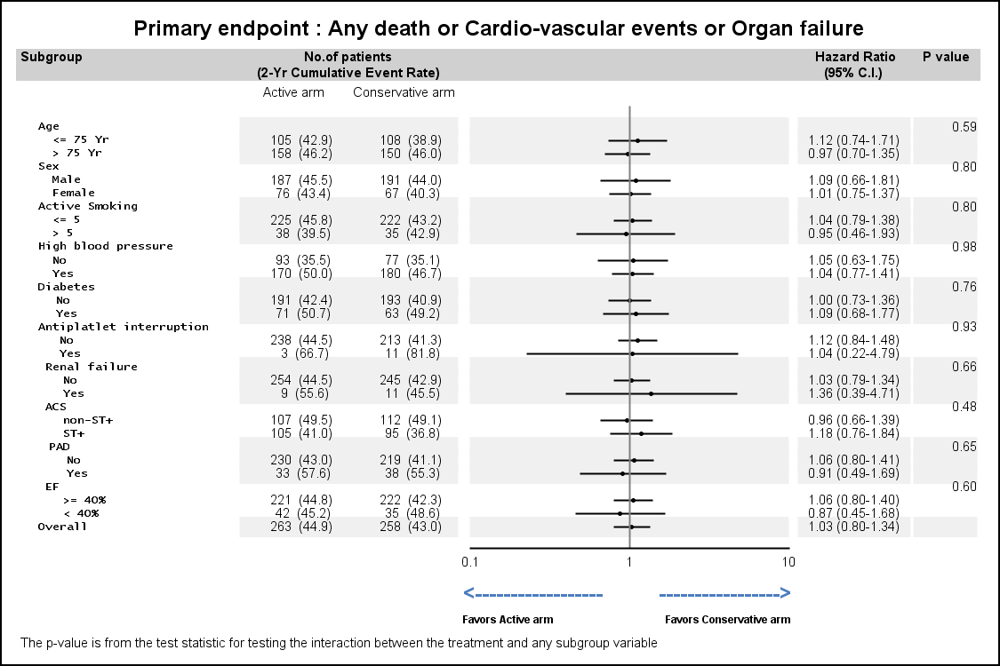 Primary endpoint : Any death or Cardio-vascular events or Organ failure
Subgroup No.of patients Hazard Ratio P value
(2-Yr Cumulative Event Rate) (95% C.I.)
Active arm Conservative arm
Age 0.59
<= 75 Yr 105 (42.9) 108 (38.9) 1.12 (0.74-1.71)
> 75 Yr 158 (46.2) 150 (46.0) 0.97 (0.70-1.35)
Sex 0.80
Male 187 (45.5) 191 (44.0) 1.09 (0.66-1.81)
Female 76 (43.4) 67 (40.3) 1.01 (0.75-1.37)
Active Smoking 0.80
<= 5 225 (45.8) 222 (43.2) 1.04 (0.79-1.38)
> 5 38 (39.5) 35 (42.9) 0.95 (0.46-1.93)
High blood pressure 0.98
No 93 (35.5) 77 (35.1) 1.05 (0.63-1.75)
Yes 170 (50.0) 180 (46.7) 1.04 (0.77-1.41)
Diabetes 0.76
No 191 (42.4) 193 (40.9) 1.00 (0.73-1.36)
Yes 71 (50.7) 63 (49.2) 1.09 (0.68-1.77)
Antiplatlet interruption 0.93
No 238 (44.5) 213 (41.3) 1.12 (0.84-1.48)
Yes 3 (66.7) 11 (81.8) 1.04 (0.22-4.79)
Renal failure 0.66
No 254 (44.5) 245 (42.9) 1.03 (0.79-1.34)
Yes 9 (55.6) 11 (45.5) 1.36 (0.39-4.71)
ACS 0.48
non-ST+ 107 (49.5) 112 (49.1) 0.96 (0.66-1.39)
ST+ 105 (41.0) 95 (36.8) 1.18 (0.76-1.84)
PAD 0.65
No 230 (43.0) 219 (41.1) 1.06 (0.80-1.41)
Yes 33 (57.6) 38 (55.3) 0.91 (0.49-1.69)
EF 0.60
>= 40% 221 (44.8) 222 (42.3) 1.06 (0.80-1.40)
< 40% 42 (45.2) 35 (48.6) 0.87 (0.45-1.68)
Overall 263 (44.9) 258 (43.0) 1.03 (0.80-1.34)
0.1 1 10
Favors Active arm Favors Conservative arm
The p-value is from the test statistic for testing the interaction between the treatment and any subgroup variable